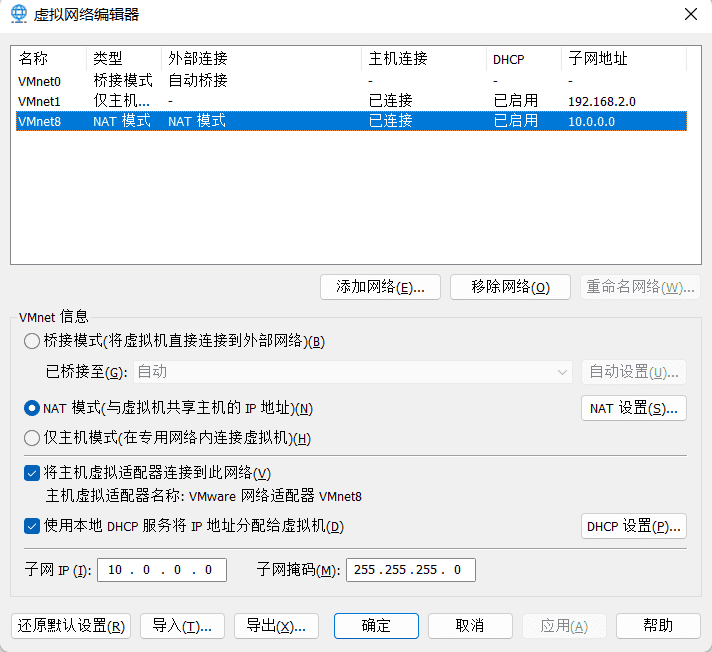 虚拟网络编辑器
名称 类型 外部连接 主机连接 DHCP 子网地址
VMnet0 桥接模式 自动桥接 - - -
VMnet1 仅主机... - 已连接 已启用 192.168.2.0
VMnet8 NAT 模式 NAT 模式 已连接 已启用 10.0.0.0
添加网络(E)... 移除网络(O) 重命名网络(W)...
VMnet 信息
桥接模式(将虚拟机直接连接到外部网络)(B)
已桥接至(G): 自动 自动设置(U)...
NAT 模式(与虚拟机共享主机的 IP 地址)(N) NAT 设置(S)...
仅主机模式(在专用网络内连接虚拟机)(H)
将主机虚拟适配器连接到此网络(V)
主机虚拟适配器名称: VMware 网络适配器 VMnet8
使用本地 DHCP 服务将 IP 地址分配给虚拟机(D) DHCP 设置(P)...
子网 IP (I): 10 . 0 . 0 . 0 子网掩码(M): 255 . 255 . 255 . 0
还原默认设置(R) 导入(T)... 导出(X)... 确定 取消 应用(A) 帮助